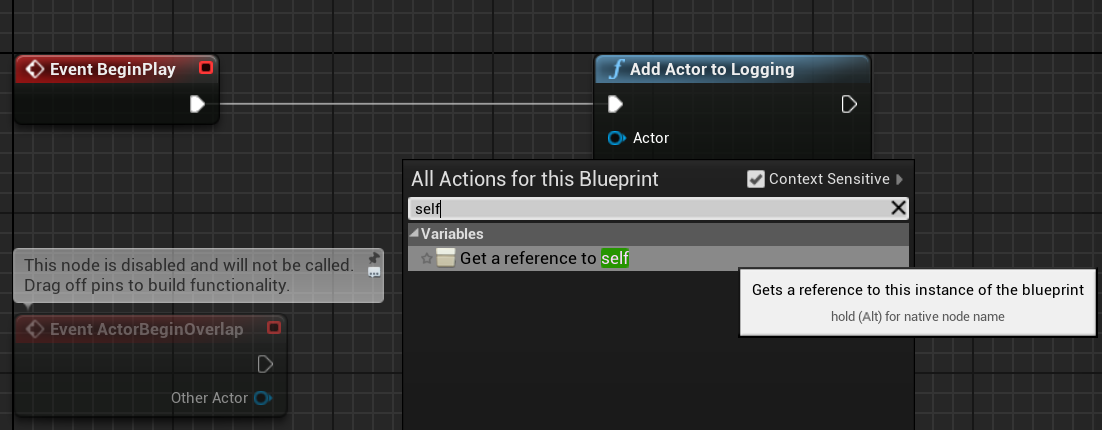 Event BeginPlay
f Add Actor to Logging
Actor
All Actions for this Blueprint
Context Sensitive
self
Variables
Get a reference to self
This node is disabled and will not be called.
Drag off pins to build functionality.
Gets a reference to this instance of the blueprint
hold (Alt) for native node name
Event ActorBeginOverlap
Other Actor